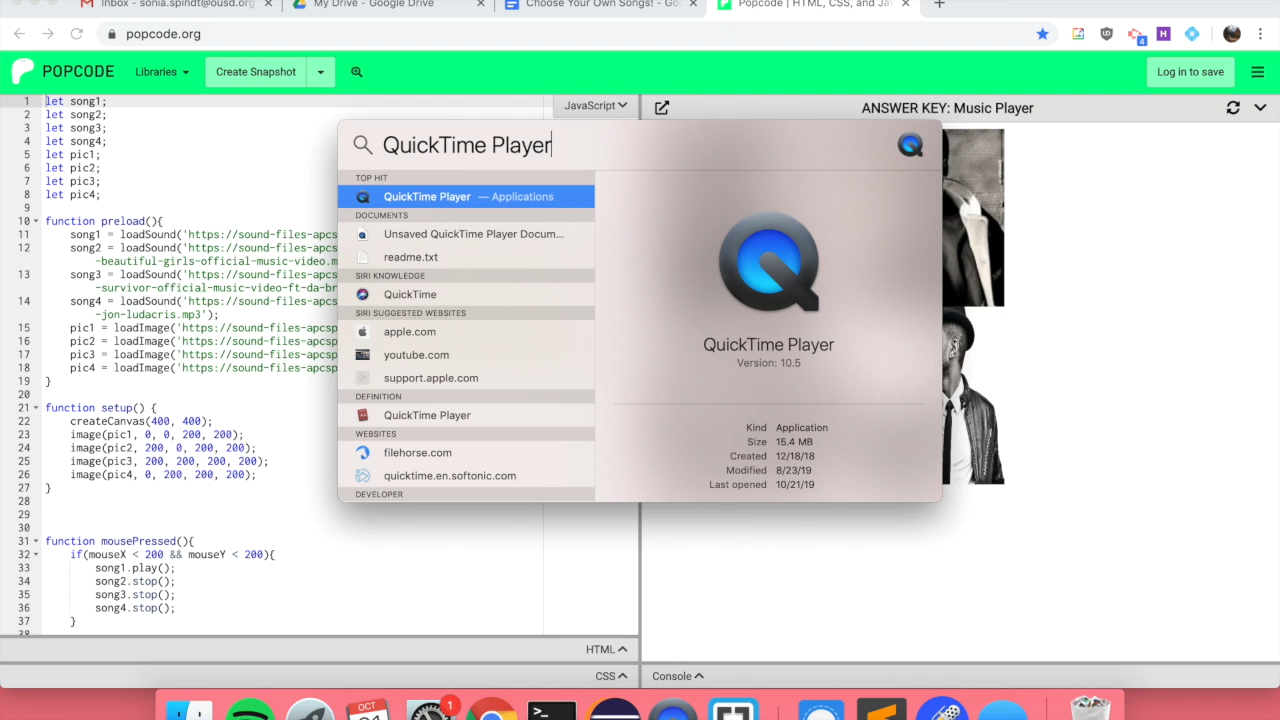 Inbox - sonia.spindt@ousd.org
My Drive - Google Drive
Choose Your Own Songs! - Go
Popcode | HTML, CSS, and Jav
popcode.org
4
POPCODE
Libraries
Create Snapshot
Log in to save
JavaScript
ANSWER KEY: Music Player
1 let song1;
2 let song2;
3 let song3;
4 let song4;
5 let pic1;
6 let pic2;
7 let pic3;
8 let pic4;
9
10 function preload(){
11 song1 = loadSound('https://sound-files-apcsp
12 song2 = loadSound('https://sound-files-apcsp
-beautiful-girls-official-music-video.m
13 song3 = loadSound('https://sound-files-apcsp
-survivor-official-music-video-ft-da-br
14 song4 = loadSound('https://sound-files-apcsp
-jon-ludacris.mp3');
15 pic1 = loadImage('https://sound-files-apcsp
16 pic2 = loadImage('https://sound-files-apcsp
17 pic3 = loadImage('https://sound-files-apcsp
18 pic4 = loadImage('https://sound-files-apcsp
19 }
20
21 function setup() {
22 createCanvas(400, 400);
23 image(pic1, 0, 0, 200, 200);
24 image(pic2, 200, 0, 200, 200);
25 image(pic3, 200, 200, 200, 200);
26 image(pic4, 0, 200, 200, 200);
27 }
28
29
30
31 function mousePressed(){
32 if(mouseX < 200 && mouseY < 200){
33 song1.play();
34 song2.stop();
35 song3.stop();
36 song4.stop();
37 }
38
QuickTime Player
TOP HIT
QuickTime Player — Applications
DOCUMENTS
Unsaved QuickTime Player Docum...
readme.txt
SIRI KNOWLEDGE
QuickTime
SIRI SUGGESTED WEBSITES
apple.com
youtube.com
support.apple.com
DEFINITION
QuickTime Player
WEBSITES
filehorse.com
quicktime.en.softonic.com
DEVELOPER
QuickTime Player
Version: 10.5
Kind Application
Size 15.4 MB
Created 12/18/18
Modified 8/23/19
Last opened 10/21/19
HTML
CSS
Console
OCT
1